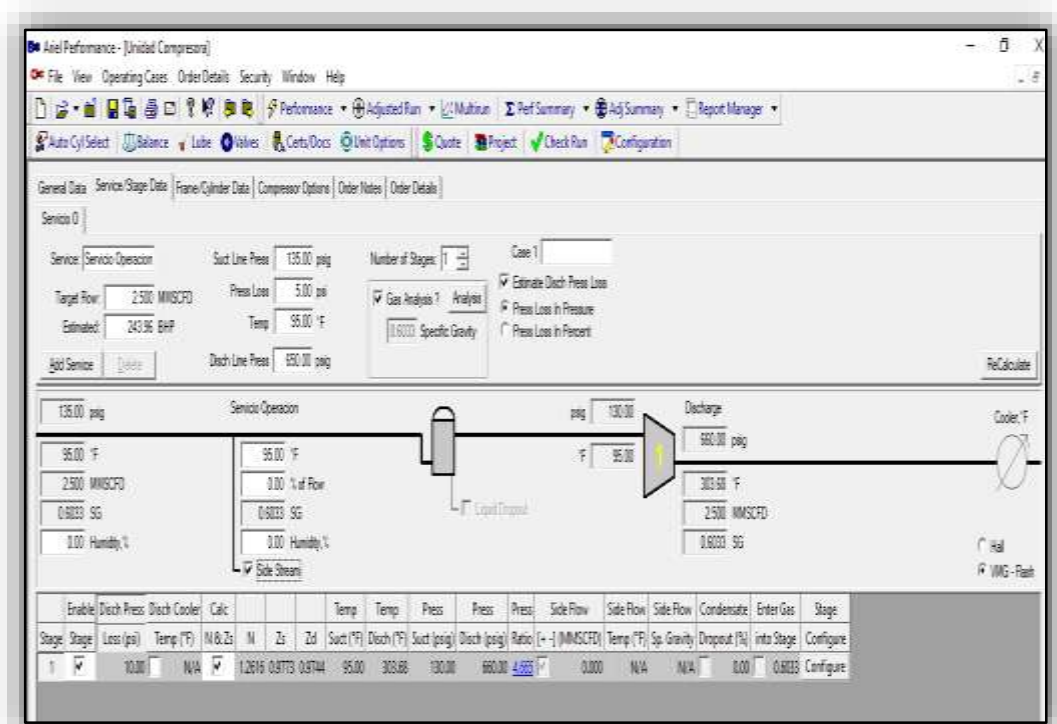 Ariel Performance - [Unidad Compresora]
File View Operating Cases Order Details Security Window Help
Performance Adjusted Run Multirun Σ Perf Summary Adj Summary Report Manager
Auto Cyl Select Balance Lube Valves Certs/Docs Unit Options Quote Project Check Run Configuration
General Data Service/Stage Data Frame/Cylinder Data Compressor Options Order Notes Order Details
Servicio O
Service: Servicio Operacion Suct Line Press 135.00 psig Number of Stages: 1 Case 1
Target Flow: 2.500 MMSCFD Press Loss 5.00 psi Gas Analysis ? Analysis Estimate Disch Press Loss
Press Loss In Pressure
Estimated: 243.96 BHP Temp 95.00 °F 0.6033 Specific Gravity Press Loss In Percent
Add Service Delete Disch Line Press 650.00 psig ReCalculate
135.00 psig Servicio Operacion psig 130.00 Discharge Cooler, °F
660.00 psig
95.00 °F 95.00 °F °F 95.00 1
2.500 MMSCFD 0.00 % of Flow 303.68 °F
0.6033 SG 0.6033 SG Liquid Dropout 2.500 MMSCFD
0.00 Humidity,% 0.00 Humidity,% 0.6033 SG Hall
Side Stream VMG - Flash
Enable Disch Press Disch Cooler Calc Temp Temp Press Press Press Side Flow Side Flow Side Flow Condensate Enter Gas Stage
Stage Stage Loss (psi) Temp (°F) N & Zs N Zs Zd Suct (°F) Disch (°F) Suct (psig) Disch (psig) Ratio [+ -] (MMSCFD) Temp (°F) Sp. Gravity Dropout (%) into Stage Configure
1 10.00 N/A 1.2616 0.9773 0.9744 95.00 303.68 130.00 660.00 4.665 0.000 N/A N/A 0.00 0.6033 Configure